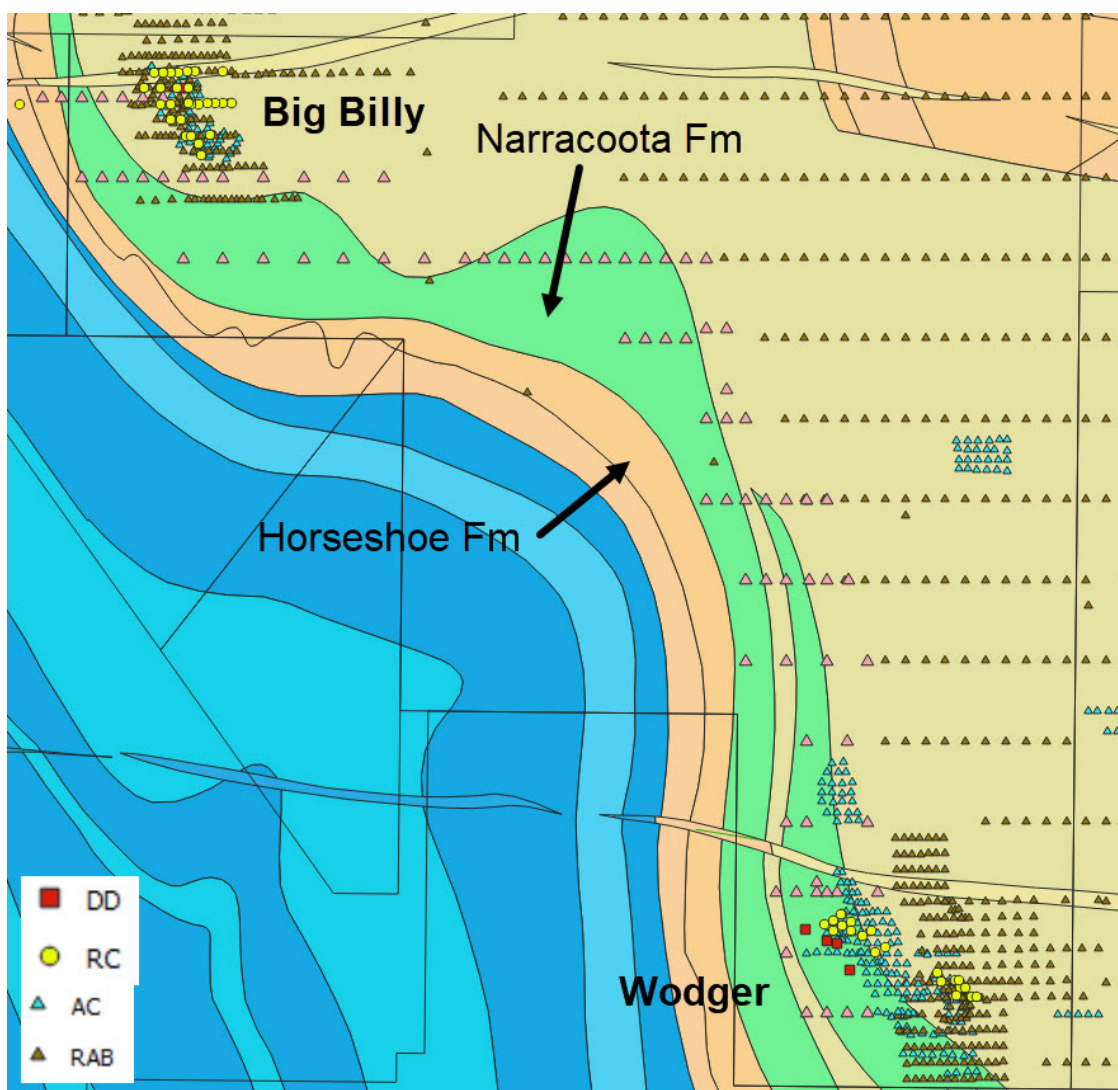 Big Billy
Narracoota Fm
Horseshoe Fm
Wodger
DD
RC
AC
RAB